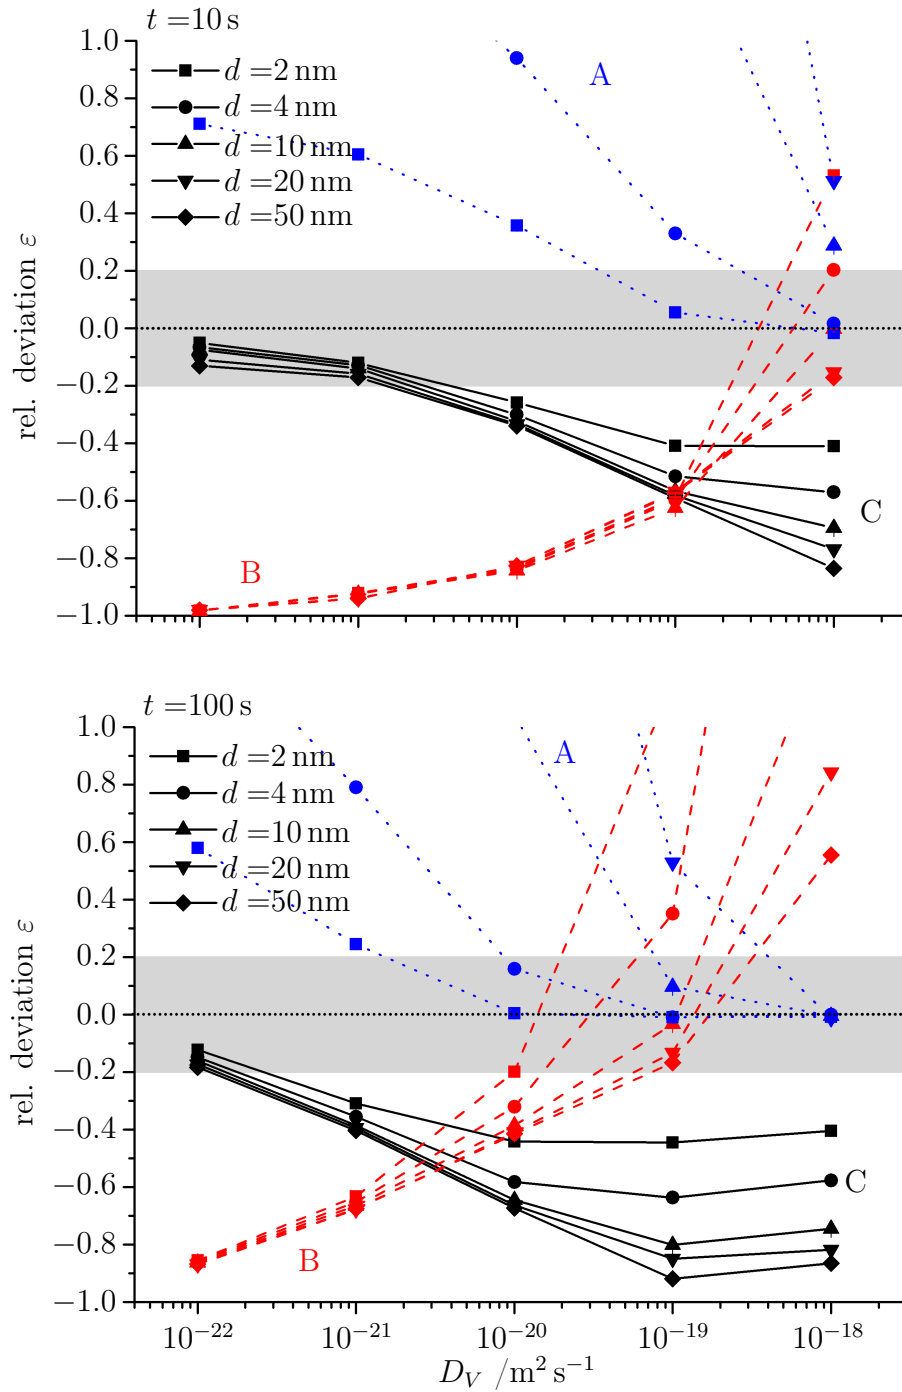 t =10 s
1.0
0.8
0.6
0.4
0.2
0.0
−0.2
−0.4
−0.6
−0.8
−1.0
rel. deviation ε
d =2 nm
d =4 nm
d =10 nm
d =20 nm
d =50 nm
A
B
C
t =100 s
1.0
0.8
0.6
0.4
0.2
0.0
−0.2
−0.4
−0.6
−0.8
−1.0
rel. deviation ε
d =2 nm
d =4 nm
d =10 nm
d =20 nm
d =50 nm
A
B
C
10⁻²² 10⁻²¹ 10⁻²⁰ 10⁻¹⁹ 10⁻¹⁸
D_V /m² s⁻¹